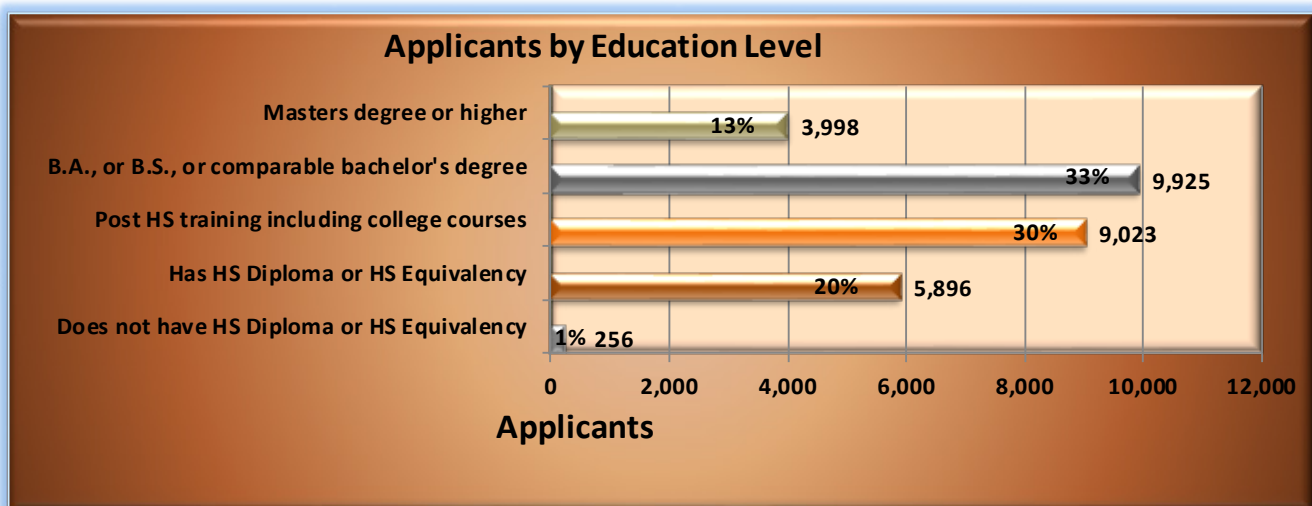 Applicants by Education Level
Masters degree or higher
13% 3,998
B.A., or B.S., or comparable bachelor's degree
33% 9,925
Post HS training including college courses
30% 9,023
Has HS Diploma or HS Equivalency
20% 5,896
Does not have HS Diploma or HS Equivalency
1% 256
0 2,000 4,000 6,000 8,000 10,000 12,000
Applicants